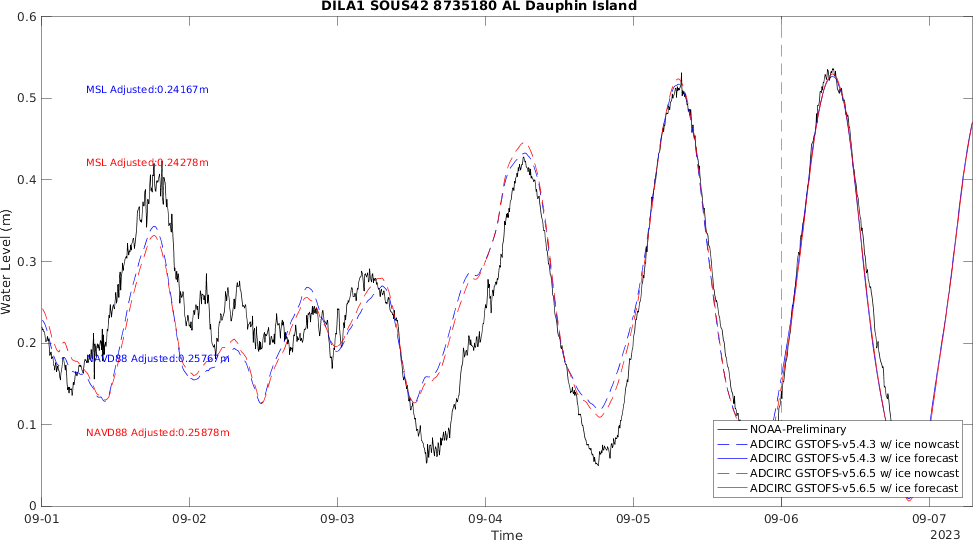 DILA1 SOUS42 8735180 AL Dauphin Island
0.6
0.5
0.4
0.3
0.2
0.1
0
Water Level (m)
MSL Adjusted:0.24167m
MSL Adjusted:0.24278m
NAVD88 Adjusted:0.25767m
NAVD88 Adjusted:0.25878m
NOAA-Preliminary
ADCIRC GSTOFS-v5.4.3 w/ ice nowcast
ADCIRC GSTOFS-v5.4.3 w/ ice forecast
ADCIRC GSTOFS-v5.6.5 w/ ice nowcast
ADCIRC GSTOFS-v5.6.5 w/ ice forecast
09-01 09-02 09-03 09-04 09-05 09-06 09-07
Time
2023